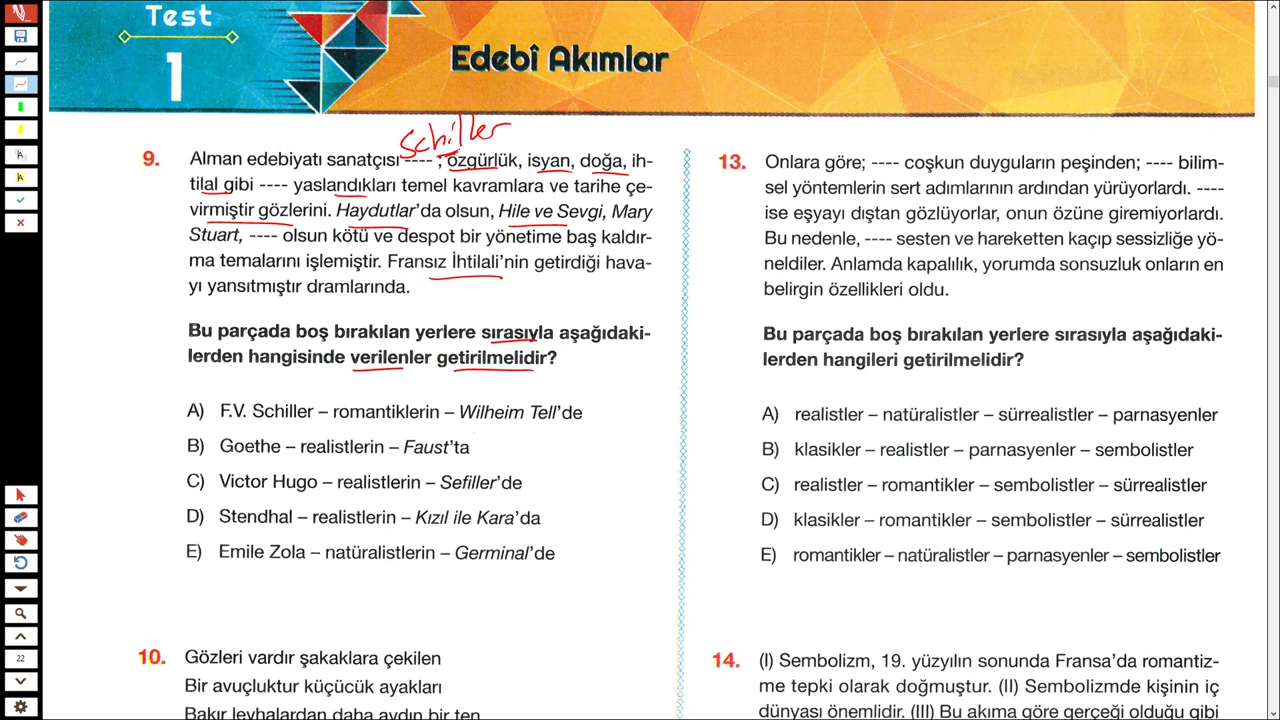 Test
1
Edebî Akımlar
Schiller
9. Alman edebiyatı sanatçısı ---- ; özgürlük, isyan, doğa, ih-
tilal gibi ---- yaslandıkları temel kavramlara ve tarihe çe-
virmiştir gözlerini. Haydutlar'da olsun, Hile ve Sevgi, Mary
Stuart, ---- olsun kötü ve despot bir yönetime baş kaldır-
ma temalarını işlemiştir. Fransız İhtilali'nin getirdiği hava-
yı yansıtmıştır dramlarında.
Bu parçada boş bırakılan yerlere sırasıyla aşağıdaki-
lerden hangisinde verilenler getirilmelidir?
A) F.V. Schiller – romantiklerin – Wilheim Tell'de
B) Goethe – realistlerin – Faust'ta
C) Victor Hugo – realistlerin – Sefiller'de
D) Stendhal – realistlerin – Kızıl ile Kara'da
E) Emile Zola – natüralistlerin – Germinal'de
10. Gözleri vardır şakaklara çekilen
Bir avuçluktur küçücük ayakları
Bakır levhalardan daha aydın bir ten
13. Onlara göre; ---- coşkun duyguların peşinden; ---- bilim-
sel yöntemlerin sert adımlarının ardından yürüyorlardı. ----
ise eşyayı dıştan gözlüyorlar, onun özüne giremiyorlardı.
Bu nedenle, ---- sesten ve hareketten kaçıp sessizliğe yö-
neldiler. Anlamda kapalılık, yorumda sonsuzluk onların en
belirgin özellikleri oldu.
Bu parçada boş bırakılan yerlere sırasıyla aşağıdaki-
lerden hangileri getirilmelidir?
A) realistler – natüralistler – sürrealistler – parnasyenler
B) klasikler – realistler – parnasyenler – sembolistler
C) realistler – romantikler – sembolistler – sürrealistler
D) klasikler – romantikler – sembolistler – sürrealistler
E) romantikler – natüralistler – parnasyenler – sembolistler
14. (I) Sembolizm, 19. yüzyılın sonunda Fransa'da romantiz-
me tepki olarak doğmuştur. (II) Sembolizmde kişinin iç
dünyası önemlidir. (III) Bu akıma göre gerçeği olduğu gibi
22